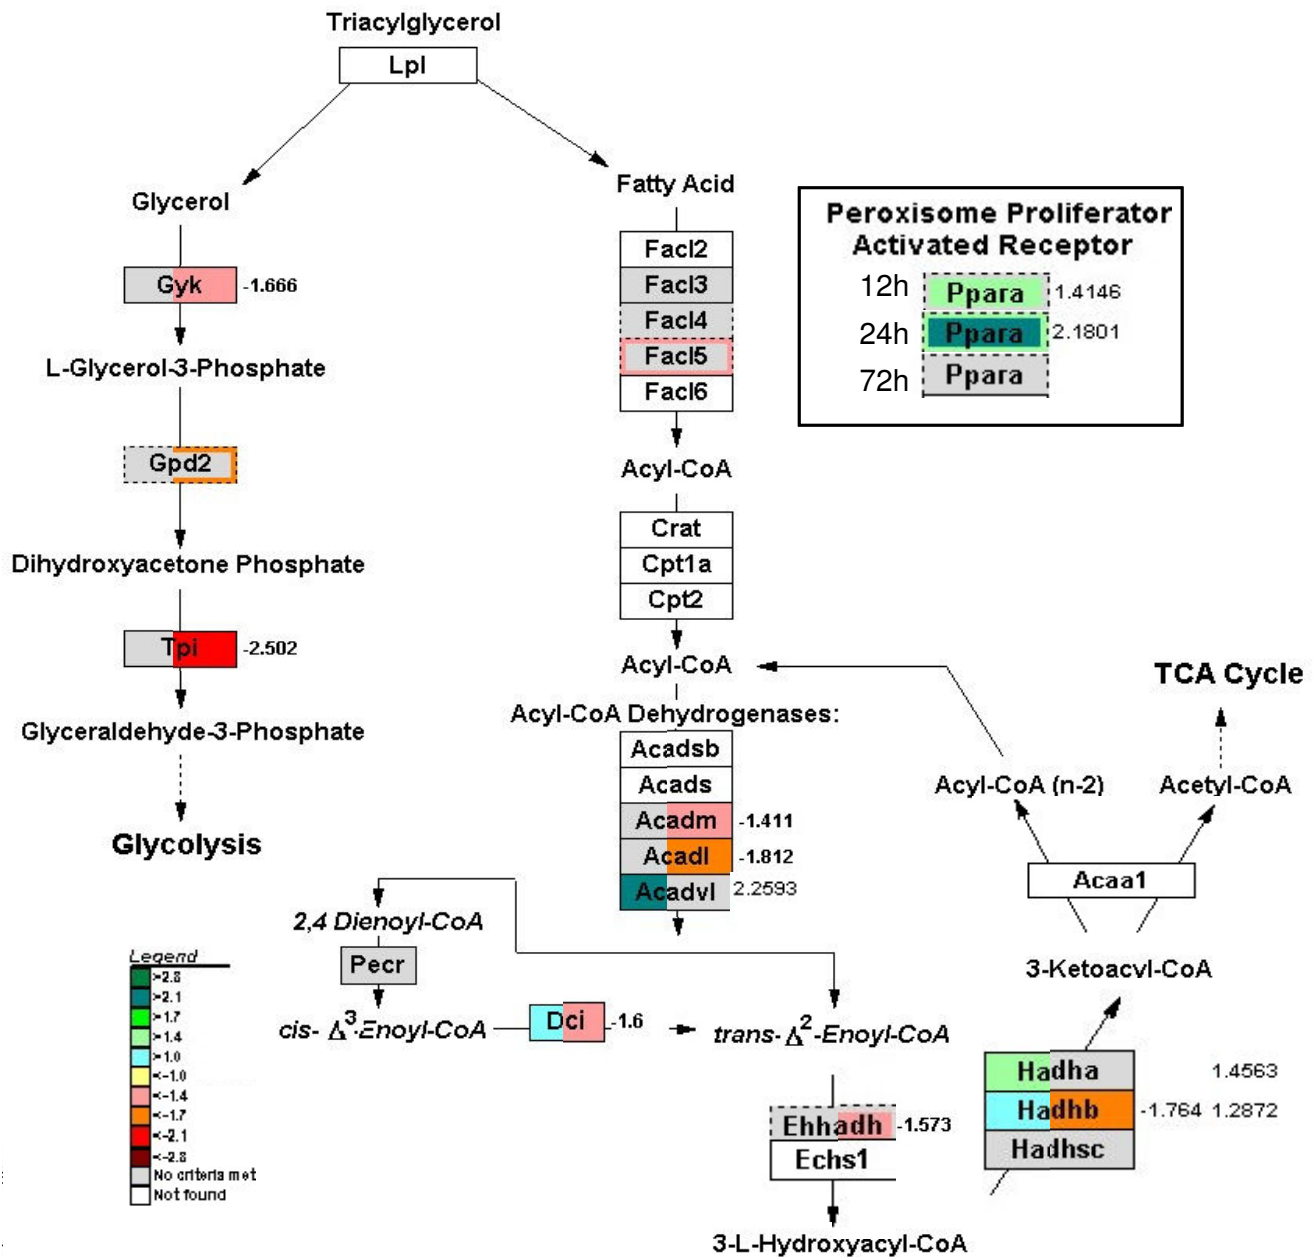 Triacylglycerol
Lpl
Glycerol
Gyk -1.666
L-Glycerol-3-Phosphate
Gpd2
Dihydroxyacetone Phosphate
Tpi -2.502
Glyceraldehyde-3-Phosphate
Glycolysis
Fatty Acid
Facl2
Facl3
Facl4
Facl5
Facl6
Acyl-CoA
Crat
Cpt1a
Cpt2
Acyl-CoA
Acyl-CoA Dehydrogenases:
Acadsb
Acads
Acadm -1.411
Acadl -1.812
Acadvl 2.2593
Peroxisome Proliferator
Activated Receptor
12h Ppara 1.4146
24h Ppara 2.1801
72h Ppara
TCA Cycle
Acyl-CoA (n-2) Acetyl-CoA
Acaa1
3-Ketoacyl-CoA
Hadha 1.4563
Hadhb -1.764 1.2872
Hadhsc
2,4 Dienoyl-CoA
Pecr
cis- Δ³-Enoyl-CoA Dci -1.6 trans-Δ²-Enoyl-CoA
Ehhadh -1.573
Echs1
3-L-Hydroxyacyl-CoA
Legend
>2.8
>2.1
>1.7
>1.4
>1.0
<-1.0
<-1.4
<-1.7
<-2.1
<-2.8
No criteria met
Not found